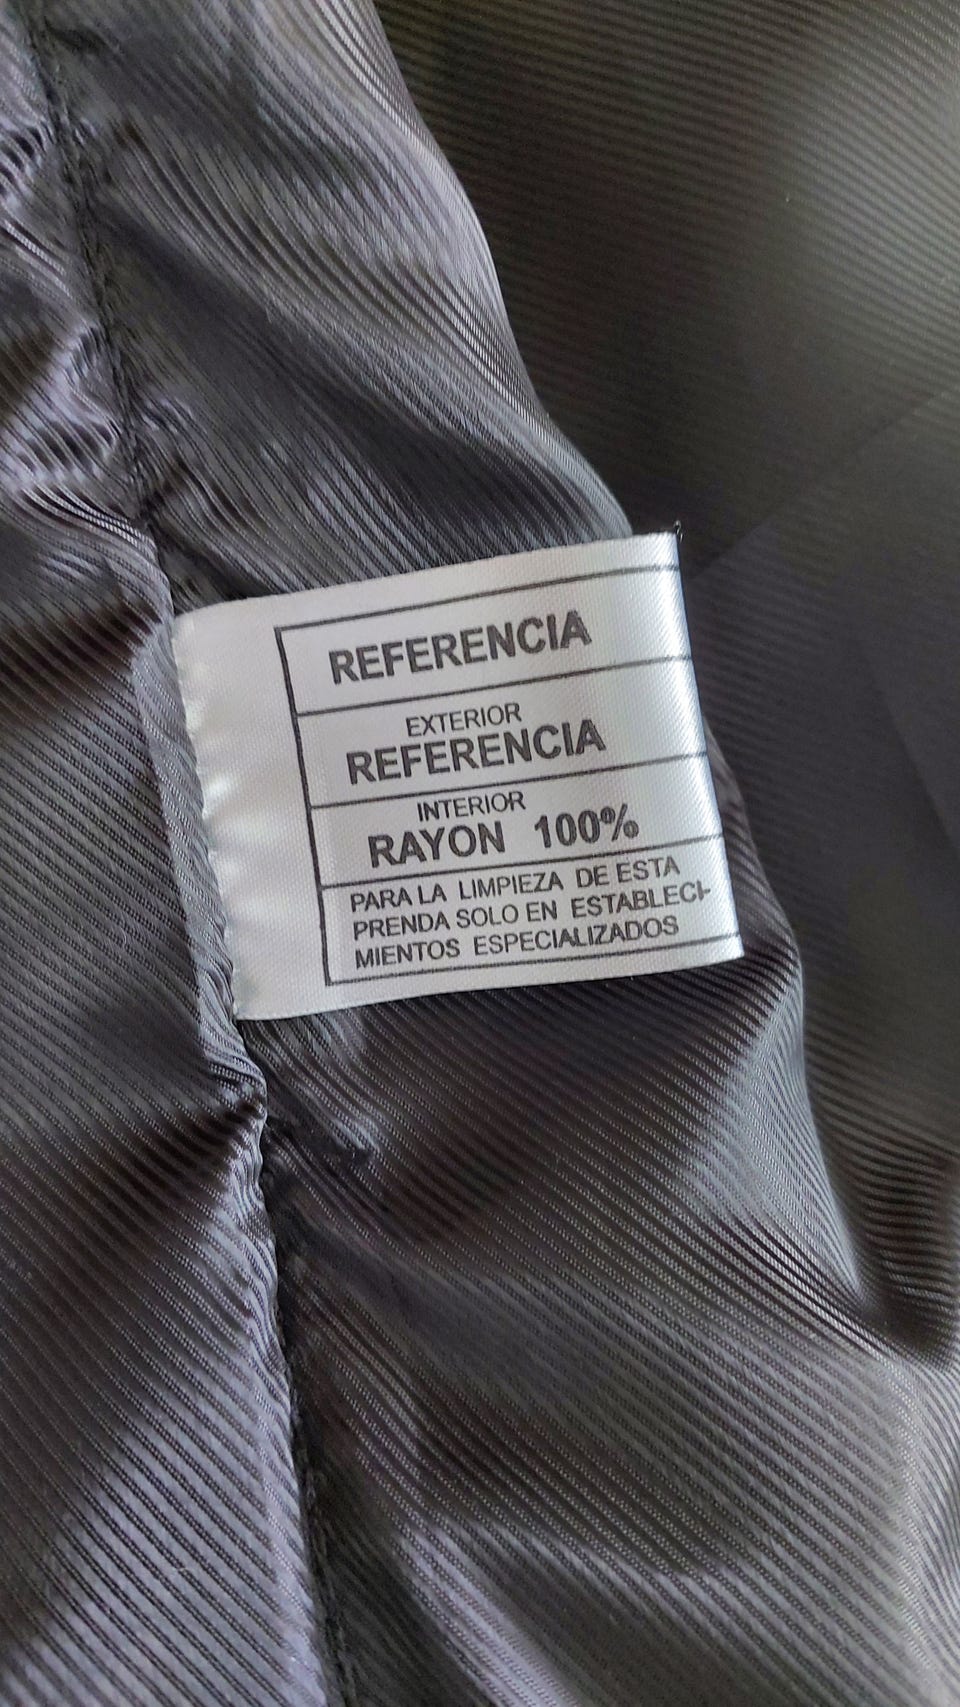 REFERENCIA
EXTERIOR
REFERENCIA
INTERIOR
RAYON 100%
PARA LA LIMPIEZA DE ESTA
PRENDA SOLO EN ESTABLECI-
MIENTOS ESPECIALIZADOS